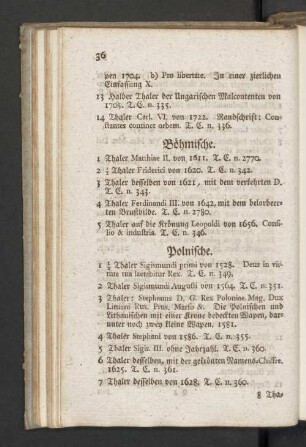 36
von 1704. b) Pro libertate. In einer zierlichen
Einfassung X.
13 Halber Thaler der Ungarischen Malcontenten von
1705. T. E. n. 335.
14 Thaler Carl. VI. von 1722. Randschrift: Con-
stanter continet orbem. T. E. n. 336.
Böhmische.
1 Thaler Matthiæ II. von 1611. T. E. n. 2770.
2 Thaler Friderici von 1620. T. E. n. 342.
3 Thaler desselben von 1621, mit dem verkehrten D.
T. E. n. 343.
4 Thaler Ferdinandi III. von 1642, mit dem belorbeer-
ten Brustbilde. T. E. n. 2780.
5 Thaler auf die Krönung Leopoldi von 1656. Consi-
lio & industria. T. E. n. 346.
Polnische.
1 Thaler Sigismundi primi von 1528. Deus in vir-
tute tua lætabitur Rex. T. E. n. 349.
2 Thaler Sigismundi Augusti von 1564. T. E. n. 351.
3 Thaler: Stephanus D. G. Rex Poloniæ Mag. Dux
Lituani Rus. Prus. Masso &. Die Polnischen und
Lithauischen mit einer Krone bedeckten Wapen, dar-
unter noch zwey kleine Wapen. 1581.
4 Thaler Stephani von 1586. T. E. n. 355.
5 Thaler Sigis. III. ohne Jahrzahl. T. E. n. 360.
6 Thaler desselben, mit der gekrönten Namens-Chiffre.
1625. T. E. n. 361.
7 Thaler desselben von 1628. T. E. n. 360.
8 Tha-